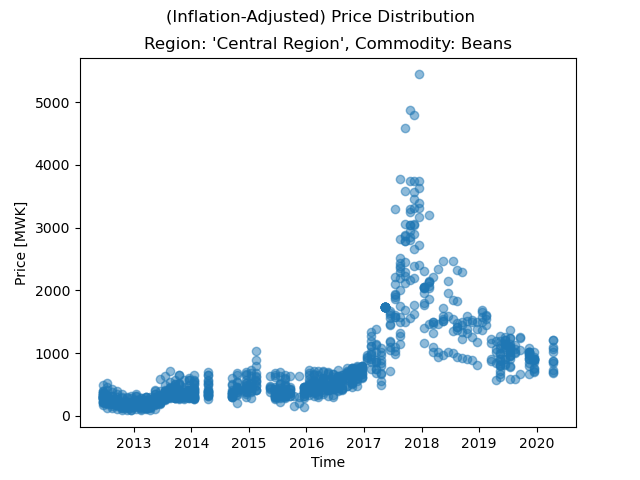 (Inflation-Adjusted) Price Distribution
Region: 'Central Region', Commodity: Beans
Price [MWK]
5000
4000
3000
2000
1000
0
2013 2014 2015 2016 2017 2018 2019 2020
Time